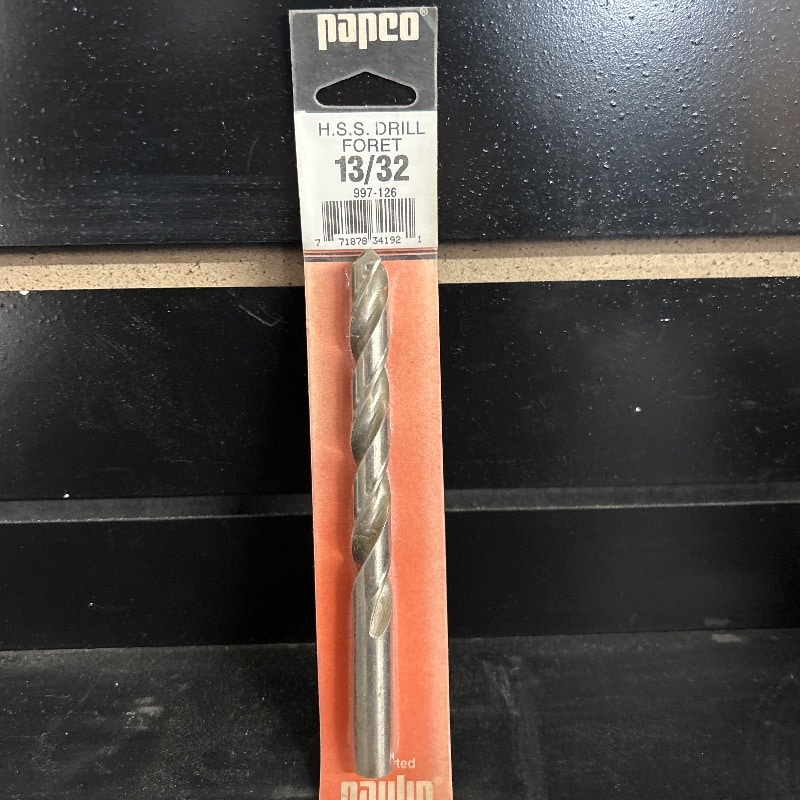 papco®
H.S.S. DRILL
FORET
13/32
997-126
7 71878 34192 1